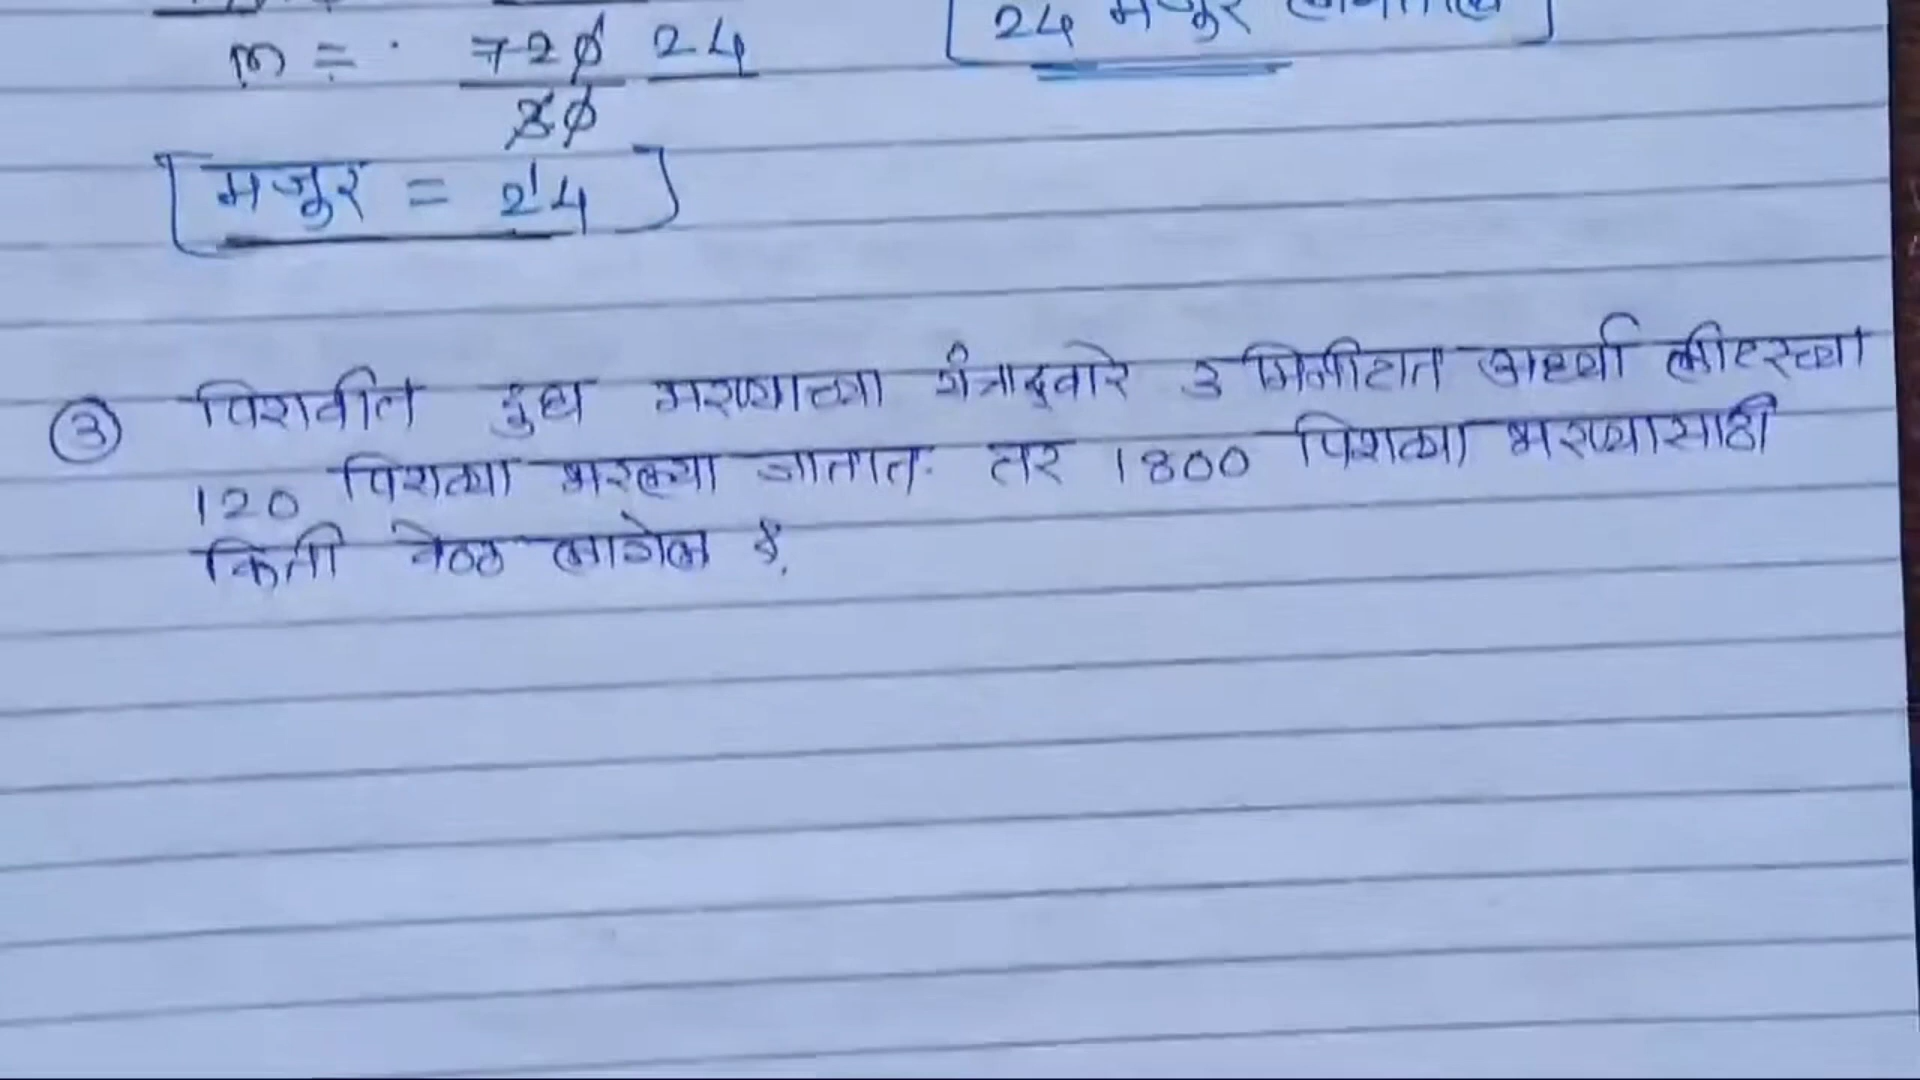 24 मजूर
m = 720 24
30
मजूर = 24
③ पिशवीत दुध भरण्याच्या यंत्राद्वारे 3 मिनीटात अर्ध्या लीटरच्या
120 पिशव्या भरल्या जातात. तर 1800 पिशव्या भरण्यासाठी
किती वेळ लागेल ?